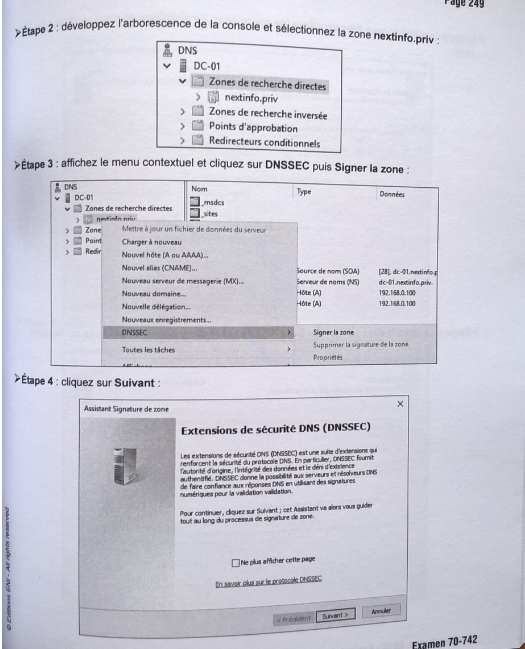 Page 249
➢Étape 2 : développez l'arborescence de la console et sélectionnez la zone nextinfo.priv :
DNS
DC-01
Zones de recherche directes
nextinfo.priv
Zones de recherche inversée
Points d'approbation
Redirecteurs conditionnels
➢Étape 3 : affichez le menu contextuel et cliquez sur DNSSEC puis Signer la zone :
DNS
DC-01
Zones de recherche directes
nextinfo.priv
Zone
Point
Redir
Nom
Type
Données
_msdcs
_sites
Mettre à jour un fichier de données du serveur
Charger à nouveau
Nouvel hôte (A ou AAAA)...
Nouvel alias (CNAME)...
Nouveau serveur de messagerie (MX)...
Nouveau domaine...
Nouvelle délégation...
Nouveaux enregistrements...
DNSSEC
Toutes les tâches
Source de nom (SOA)
[28], dc-01.nextinfo.p
Serveur de noms (NS)
dc-01.nextinfo.priv.
Hôte (A)
192.168.0.100
Hôte (A)
192.168.0.100
Signer la zone
Supprimer la signature de la zone
Propriétés
➢Étape 4 : cliquez sur Suivant :
Assistant Signature de zone
Extensions de sécurité DNS (DNSSEC)
Les extensions de sécurité DNS (DNSSEC) est une suite d'extensions qui
renforcent la sécurité du protocole DNS. En particulier, DNSSEC fournit
l'autorité d'origine, l'intégrité des données et le déni d'existence
authentifié. DNSSEC donne la possibilité aux serveurs et résolveurs DNS
de faire confiance aux réponses DNS en utilisant des signatures
numériques pour la validation validation.
Pour continuer, cliquez sur Suivant ; cet Assistant va alors vous guider
tout au long du processus de signature de zone.
Ne plus afficher cette page
En savoir plus sur le protocole DNSSEC
< Précédent
Suivant >
Annuler
© Editions ENI - All rights reserved
Examen 70-742